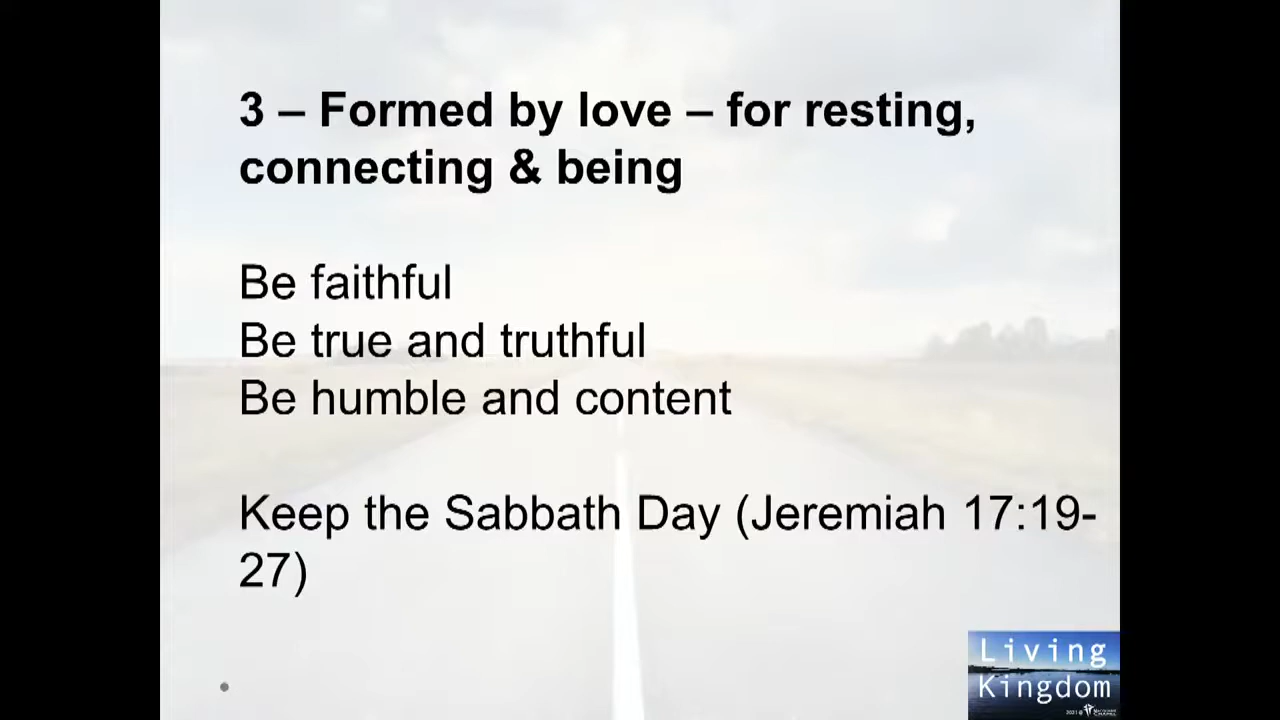 3 – Formed by love – for resting,
connecting & being
Be faithful
Be true and truthful
Be humble and content
Keep the Sabbath Day (Jeremiah 17:19-
27)
Living
Kingdom
2021 @